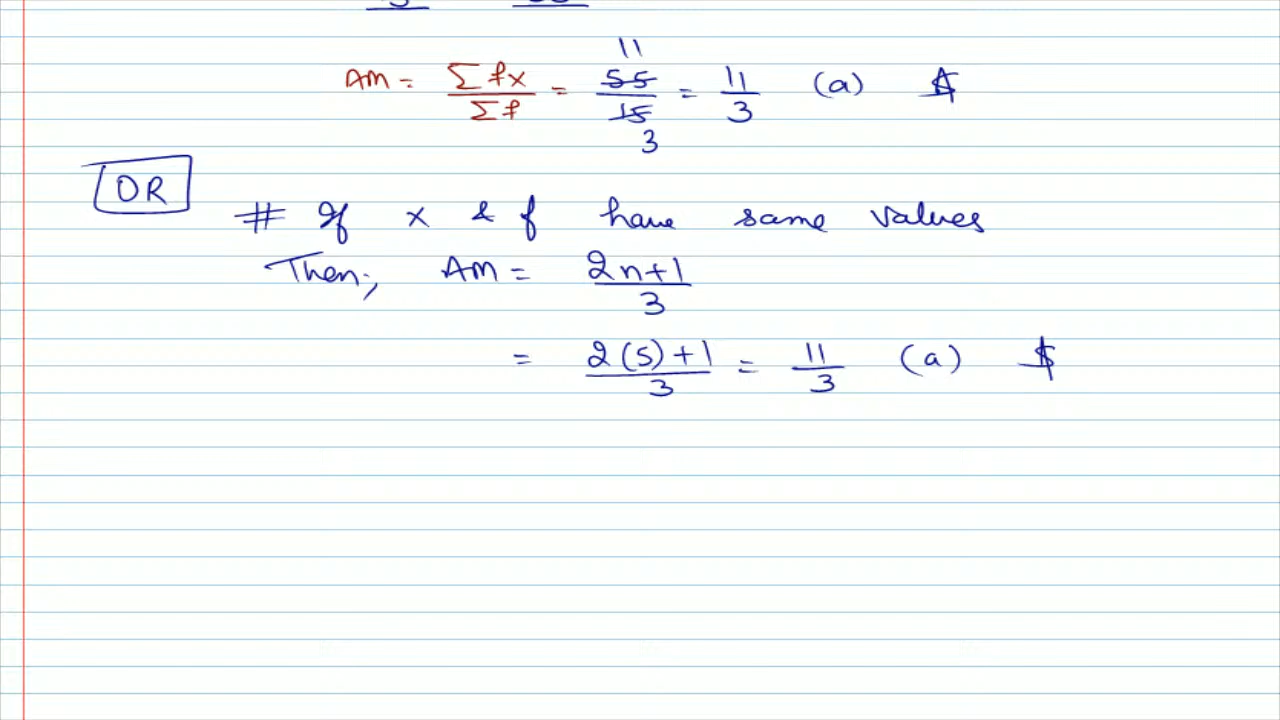 AM = Σfx / Σf = 55 / 15 = 11 / 3 (a) $
11
3
OR
# If x & f have same values
Then; AM = 2n+1 / 3
= 2(5)+1 / 3 = 11 / 3 (a) $